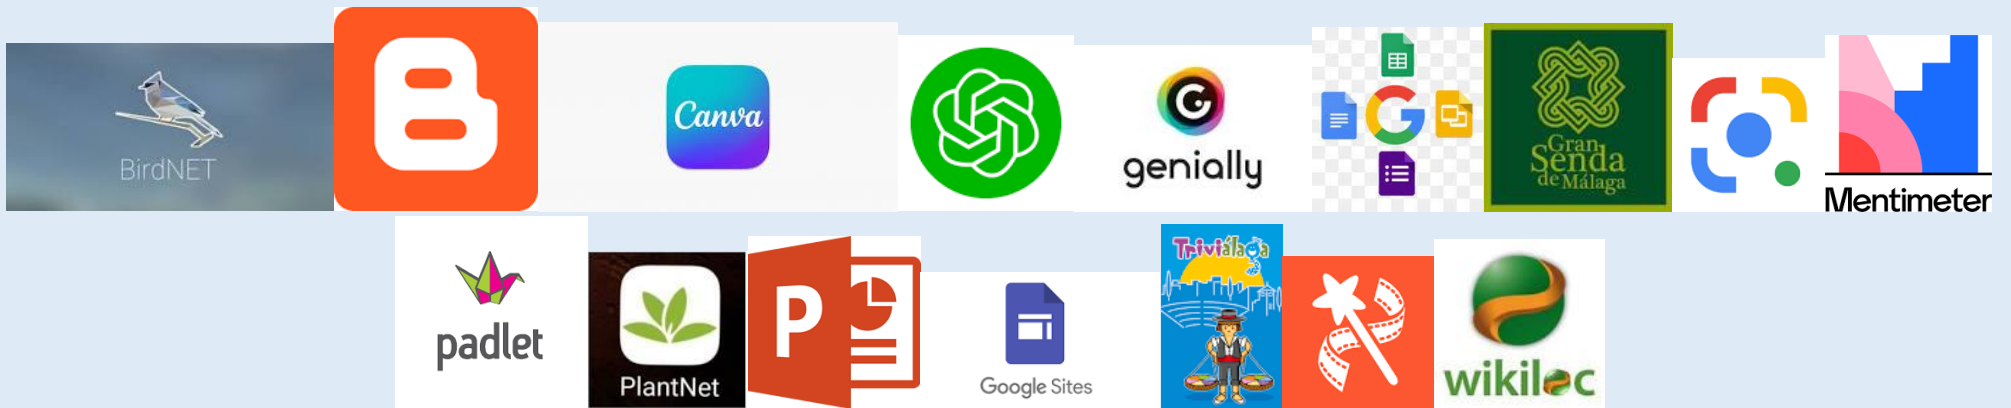 BirdNET
Canva
genially
Gran
Senda
de Málaga
Mentimeter
padlet
PlantNet
P
Google Sites
Triviálaga
wikiloc